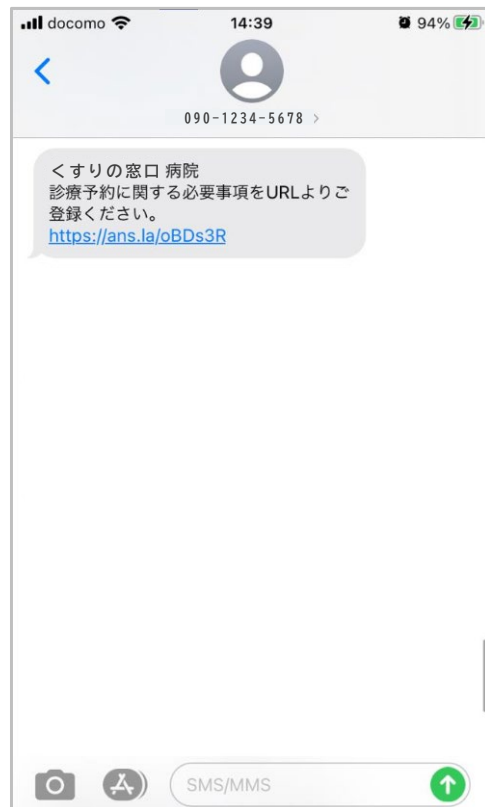 docomo
14:39
94%
090-1234-5678 >
くすりの窓口 病院
診療予約に関する必要事項をURLよりご
登録ください。
https://ans.la/oBDs3R
SMS/MMS